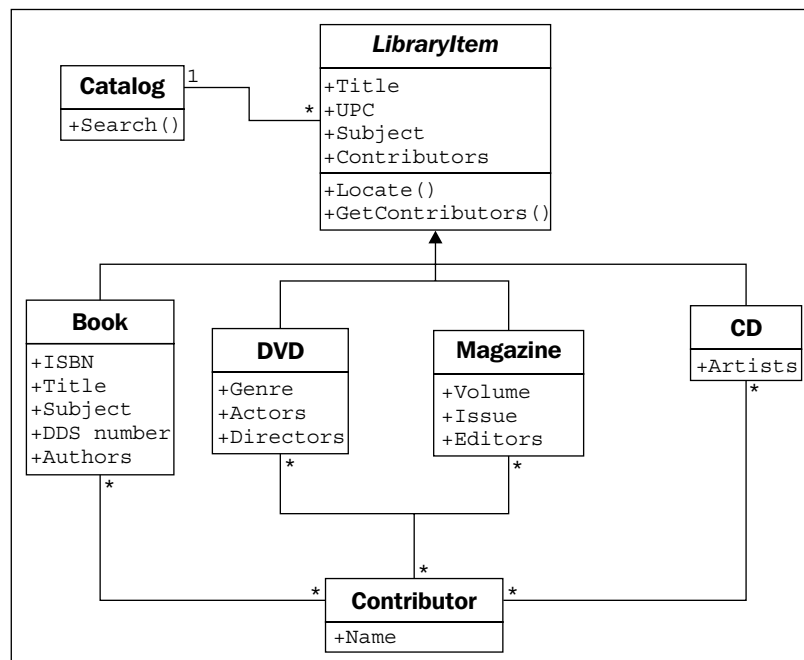 LibraryItem
+Title
+UPC
+Subject
+Contributors
+Locate()
+GetContributors()
Catalog
+Search()
1
*
Book
+ISBN
+Title
+Subject
+DDS number
+Authors
*
DVD
+Genre
+Actors
+Directors
*
Magazine
+Volume
+Issue
+Editors
*
CD
+Artists
*
*
*
*
Contributor
+Name